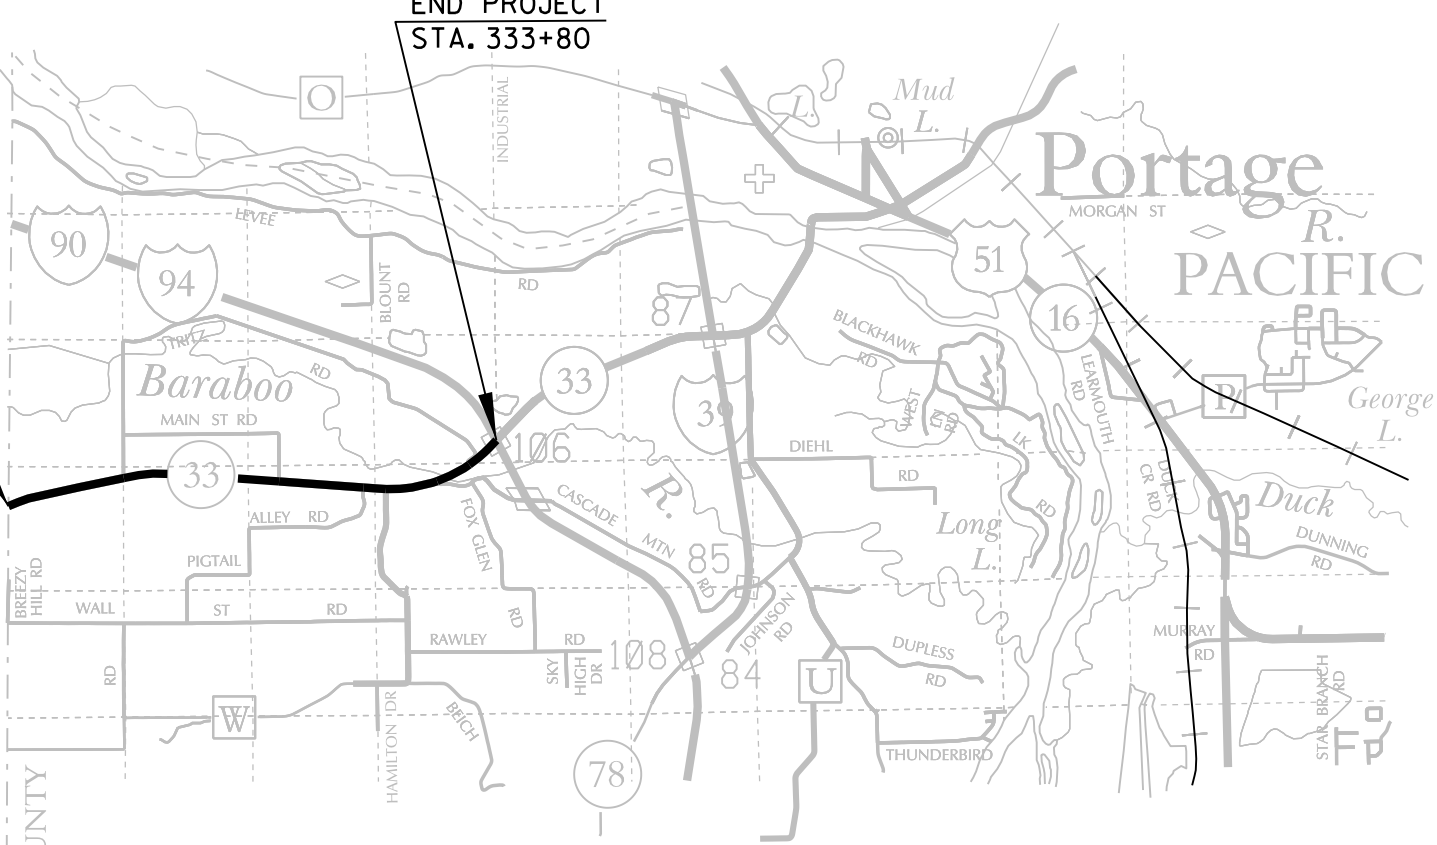 END PROJECT
STA. 333+80
O
INDUSTRIAL
L.
Mud
L.
Portage
MORGAN ST
R.
PACIFIC
90
94
LEVEE
RD
BLOUNT
RD
51
16
87
TRITZ
RD
Baraboo
MAIN ST RD
33
33
39
BLACKHAWK
RD
WEST
LN
RD
LEARMOUTH
RD
P
George
L.
106
DIEHL
RD
LK
RD
DUCK
CR RD
Duck
DUNNING
RD
R.
CASCADE
MTN
RD
Long
L.
ALLEY RD
FOX GLEN
RD
PIGTAIL
BREEZY
HILL RD
WALL ST RD
85
JOHNSON
RD
RAWLEY RD
SKY
HIGH
DR
108
84
U
DUPLESS
RD
MURRAY
RD
STAR BRANCH
RD
RD
W
HAMILTON DR
BEICH
78
THUNDERBIRD
UNTY